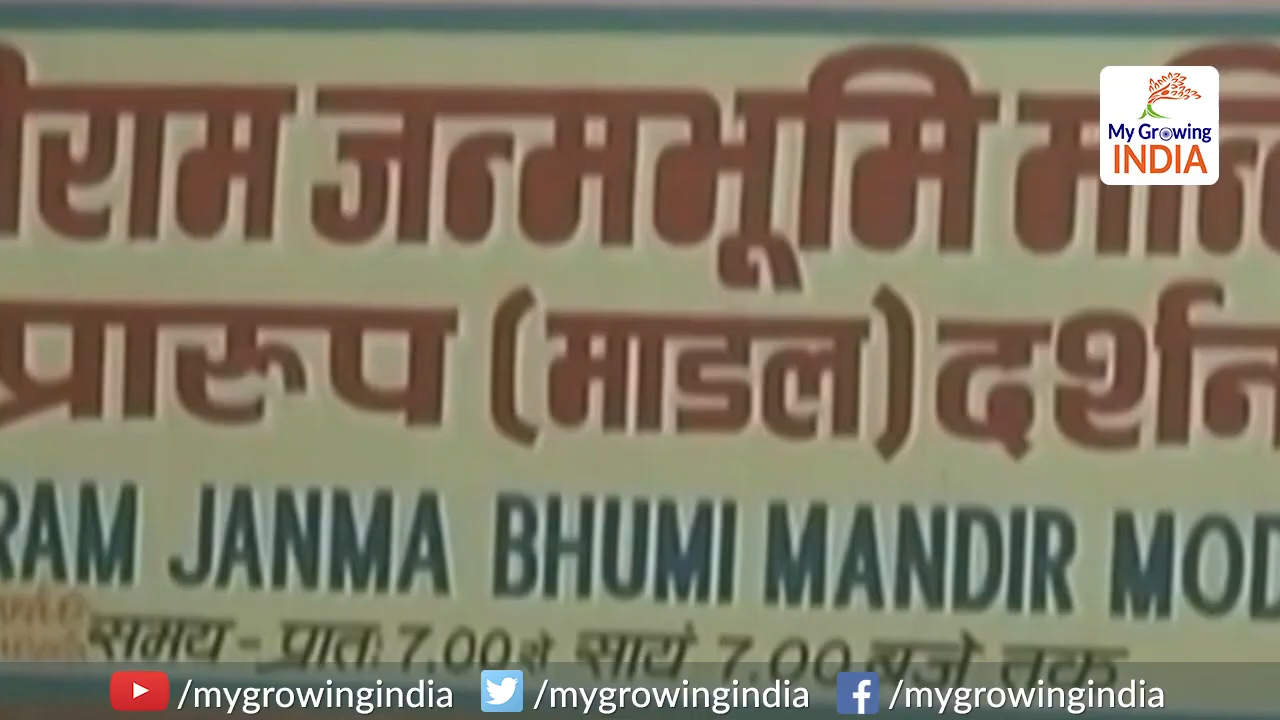 राम जन्मभूमि
प्रारूप (माडल) दर्शन
RAM JANMA BHUMI MANDIR MOD
समय - प्रातः 7.00 से सायं 7.00 बजे तक
My Growing
INDIA
/mygrowingindia /mygrowingindia /mygrowingindia